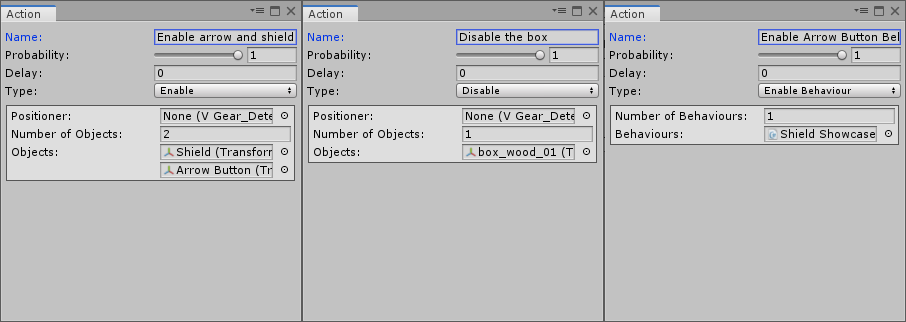 Action
Name: Enable arrow and shield
Probability: 1
Delay: 0
Type: Enable
Positioner: None (V Gear_Dete
Number of Objects: 2
Objects: Shield (Transforr
Arrow Button (Tr
Action
Name: Disable the box
Probability: 1
Delay: 0
Type: Disable
Positioner: None (V Gear_Dete
Number of Objects: 1
Objects: box_wood_01 (T
Action
Name: Enable Arrow Button Bel
Probability: 1
Delay: 0
Type: Enable Behaviour
Number of Behaviours: 1
Behaviours: Shield Showcase